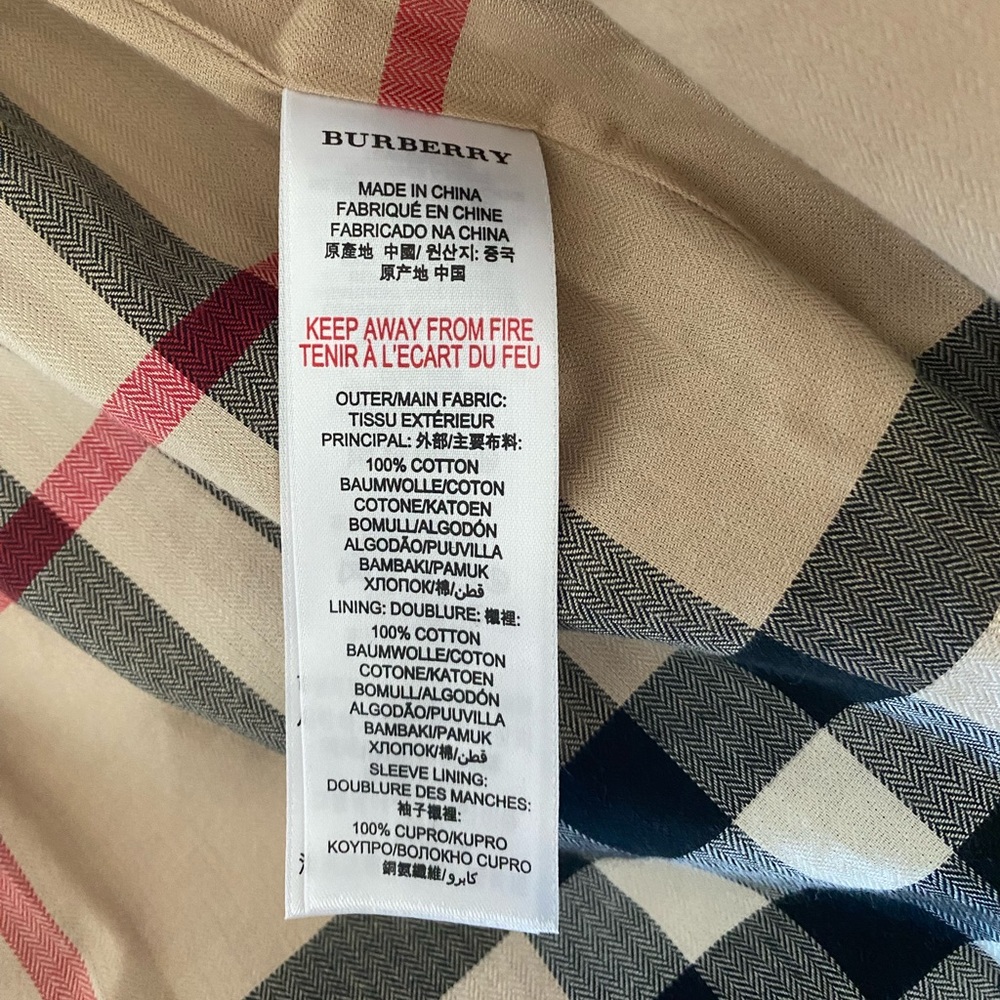 BURBERRY
MADE IN CHINA
FABRIQUÉ EN CHINE
FABRICADO NA CHINA
原產地 中國/ 원산지: 중국
原产地 中国
KEEP AWAY FROM FIRE
TENIR À L'ECART DU FEU
OUTER/MAIN FABRIC:
TISSU EXTÉRIEUR
PRINCIPAL: 外部/主要布料:
100% COTTON
BAUMWOLLE/COTON
COTONE/KATOEN
BOMULL/ALGODÓN
ALGODÃO/PUUVILLA
BAMBAKI/PAMUK
ХЛОПОК/棉/قطن
LINING: DOUBLURE: 襯裡:
100% COTTON
BAUMWOLLE/COTON
COTONE/KATOEN
BOMULL/ALGODÓN
ALGODÃO/PUUVILLA
BAMBAKI/PAMUK
ХЛОПОК/棉/قطن
SLEEVE LINING:
DOUBLURE DES MANCHES:
袖子襯裡:
100% CUPRO/KUPRO
ΚΟΥΠΡΟ/ВОЛОКНО CUPRO
銅氨纖維/كابرو